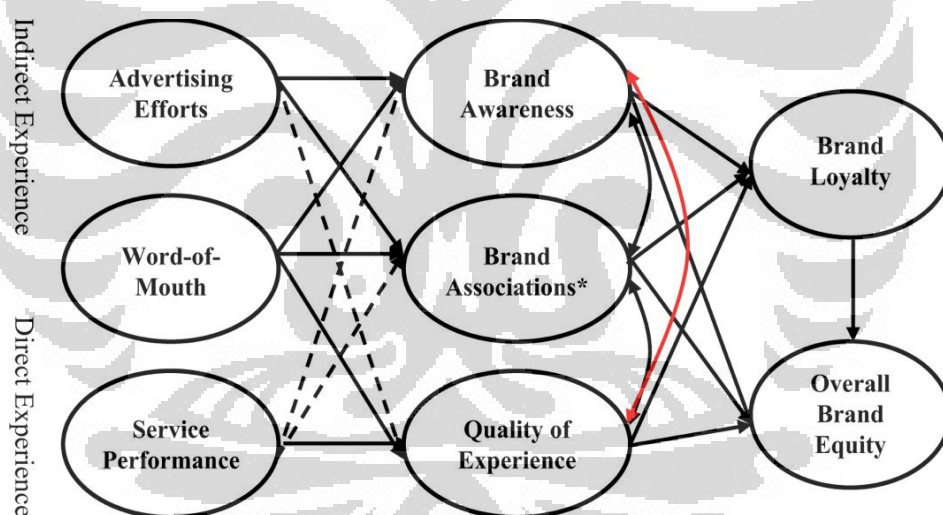 Indirect Experience
Direct Experience
Advertising
Efforts
Word-of-
Mouth
Service
Performance
Brand
Awareness
Brand
Associations*
Quality of
Experience
Brand
Loyalty
Overall
Brand
Equity